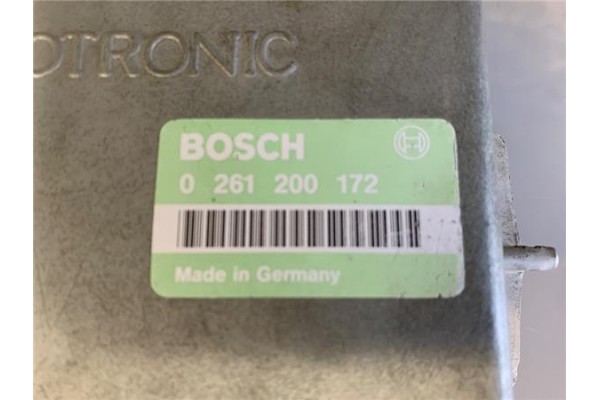 OTRONIC
BOSCH
0 261 200 172
Made in Germany